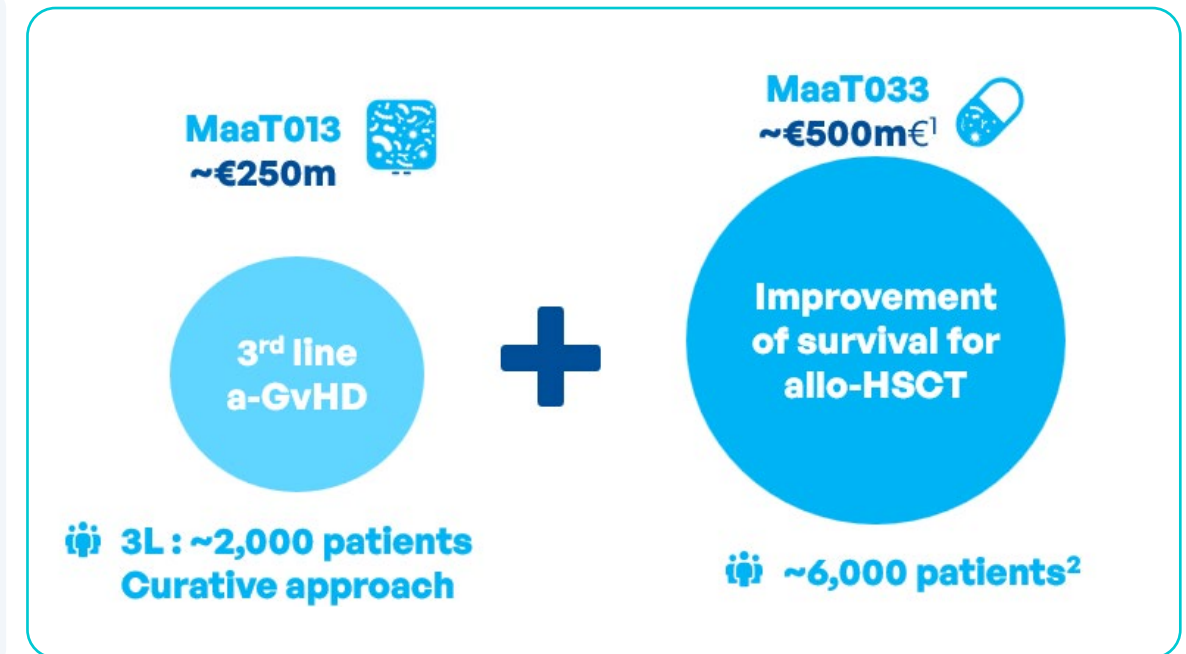 MaaT013
~€250m
3rd line
a-GvHD
3L : ~2,000 patients
Curative approach
MaaT033
~€500m€1
Improvement
of survival for
allo-HSCT
~6,000 patients2